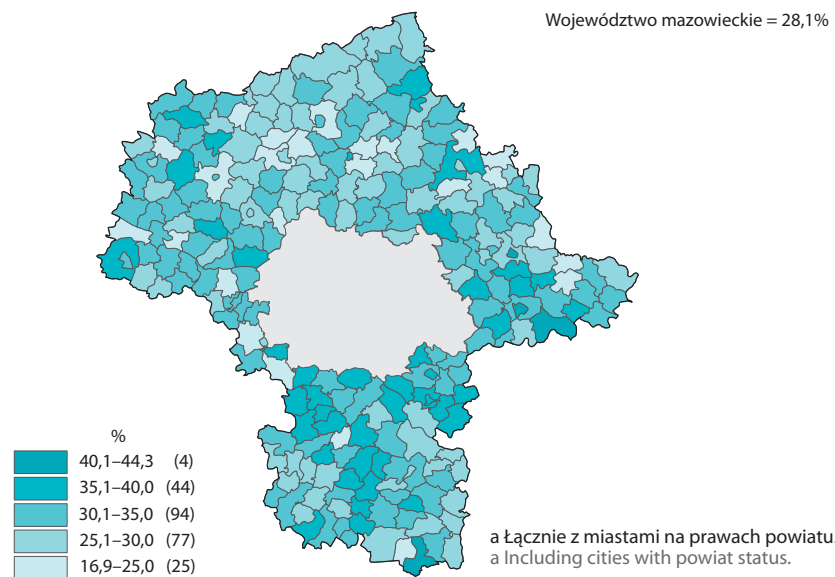 Województwo mazowieckie = 28,1%
%
40,1–44,3 (4)
35,1–40,0 (44)
30,1–35,0 (94)
25,1–30,0 (77)
16,9–25,0 (25)
a Łącznie z miastami na prawach powiatu.
a Including cities with powiat status.